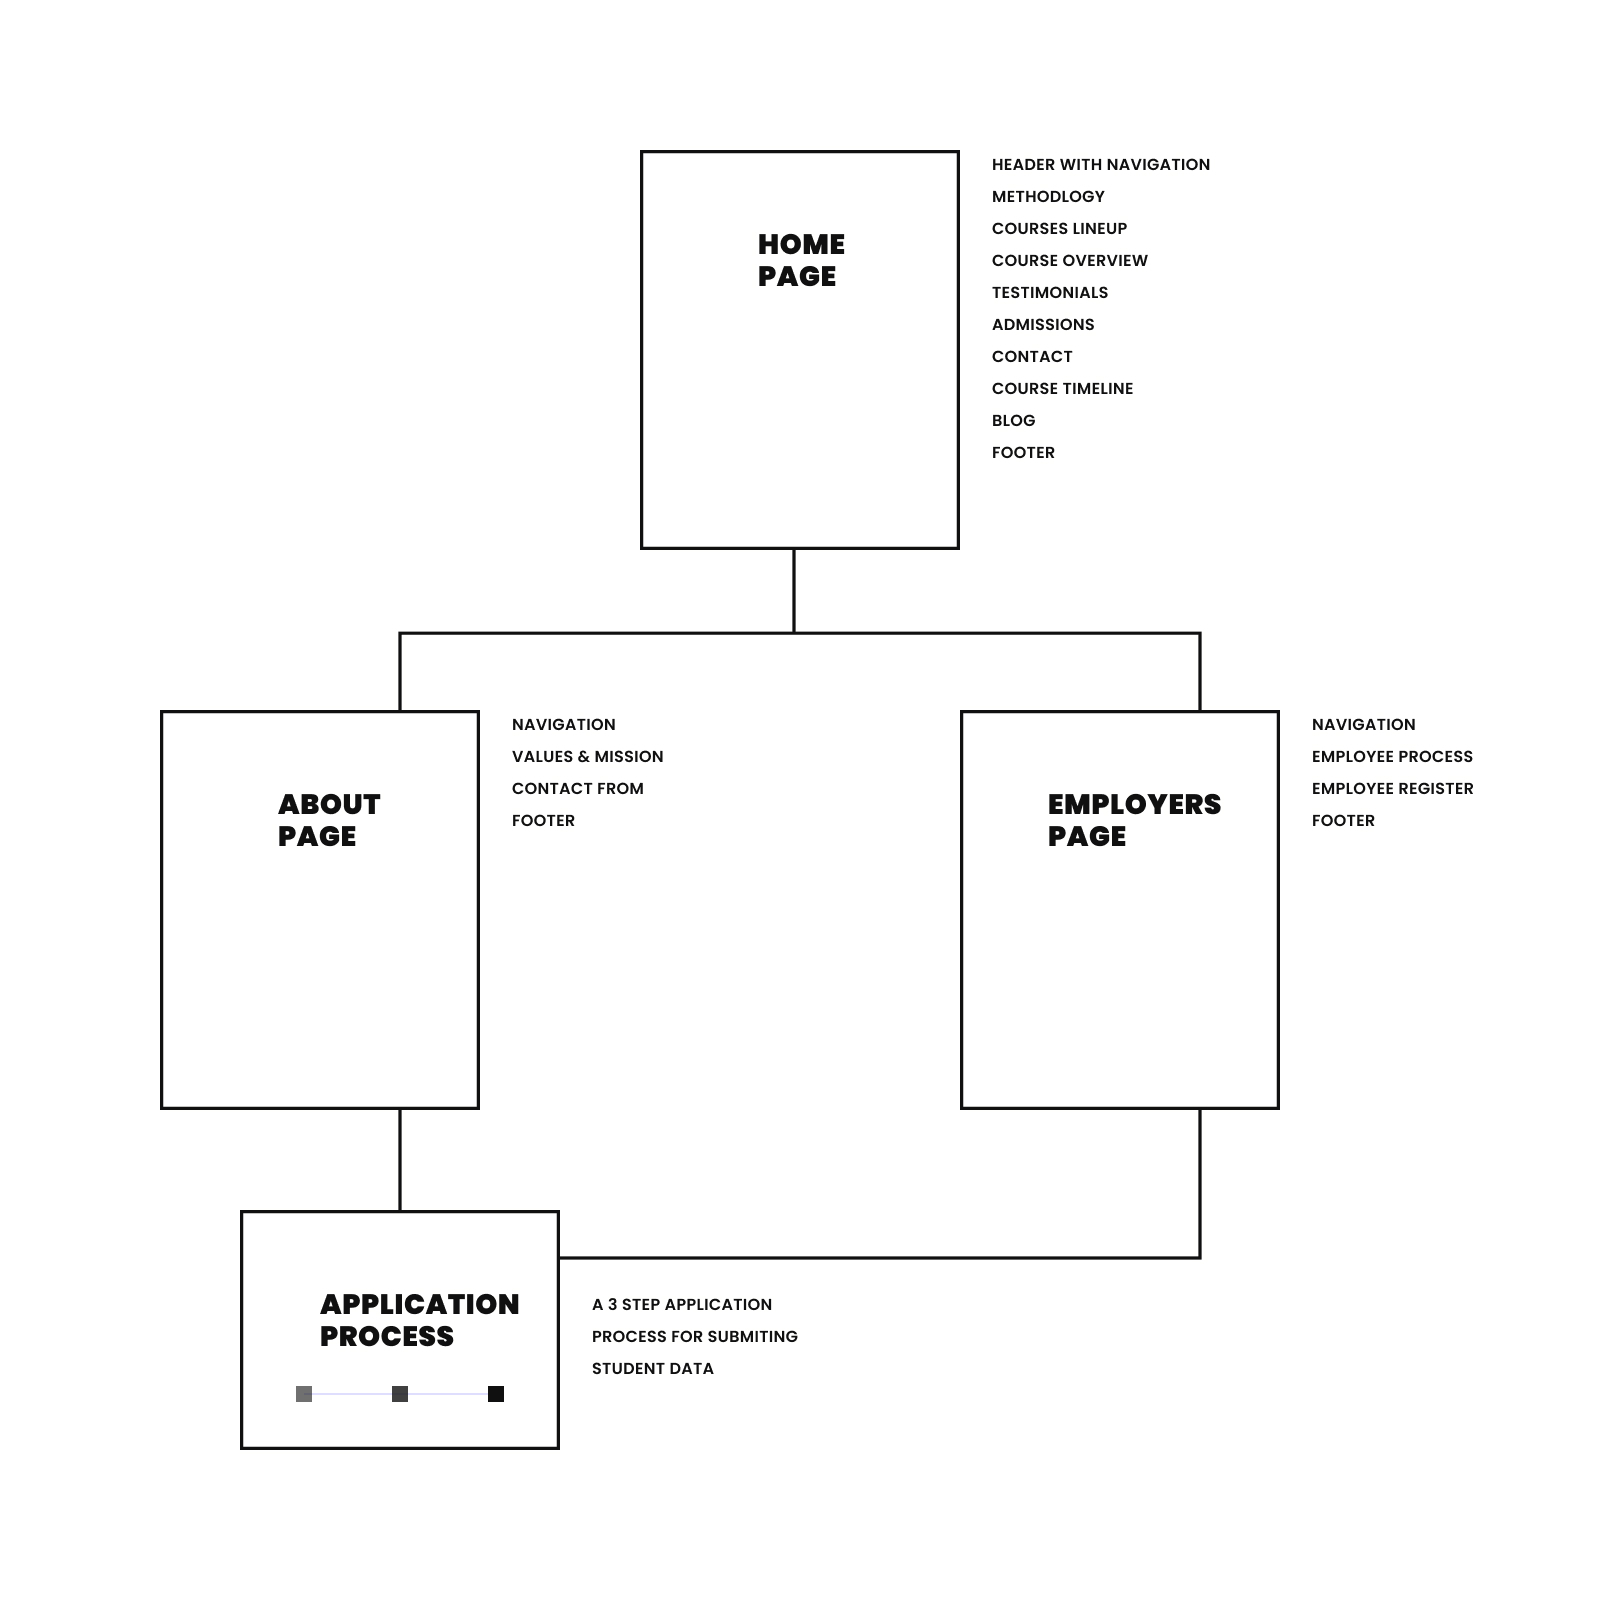 HOME
PAGE
HEADER WITH NAVIGATION
METHODLOGY
COURSES LINEUP
COURSE OVERVIEW
TESTIMONIALS
ADMISSIONS
CONTACT
COURSE TIMELINE
BLOG
FOOTER
ABOUT
PAGE
NAVIGATION
VALUES & MISSION
CONTACT FROM
FOOTER
EMPLOYERS
PAGE
NAVIGATION
EMPLOYEE PROCESS
EMPLOYEE REGISTER
FOOTER
APPLICATION
PROCESS
A 3 STEP APPLICATION
PROCESS FOR SUBMITING
STUDENT DATA